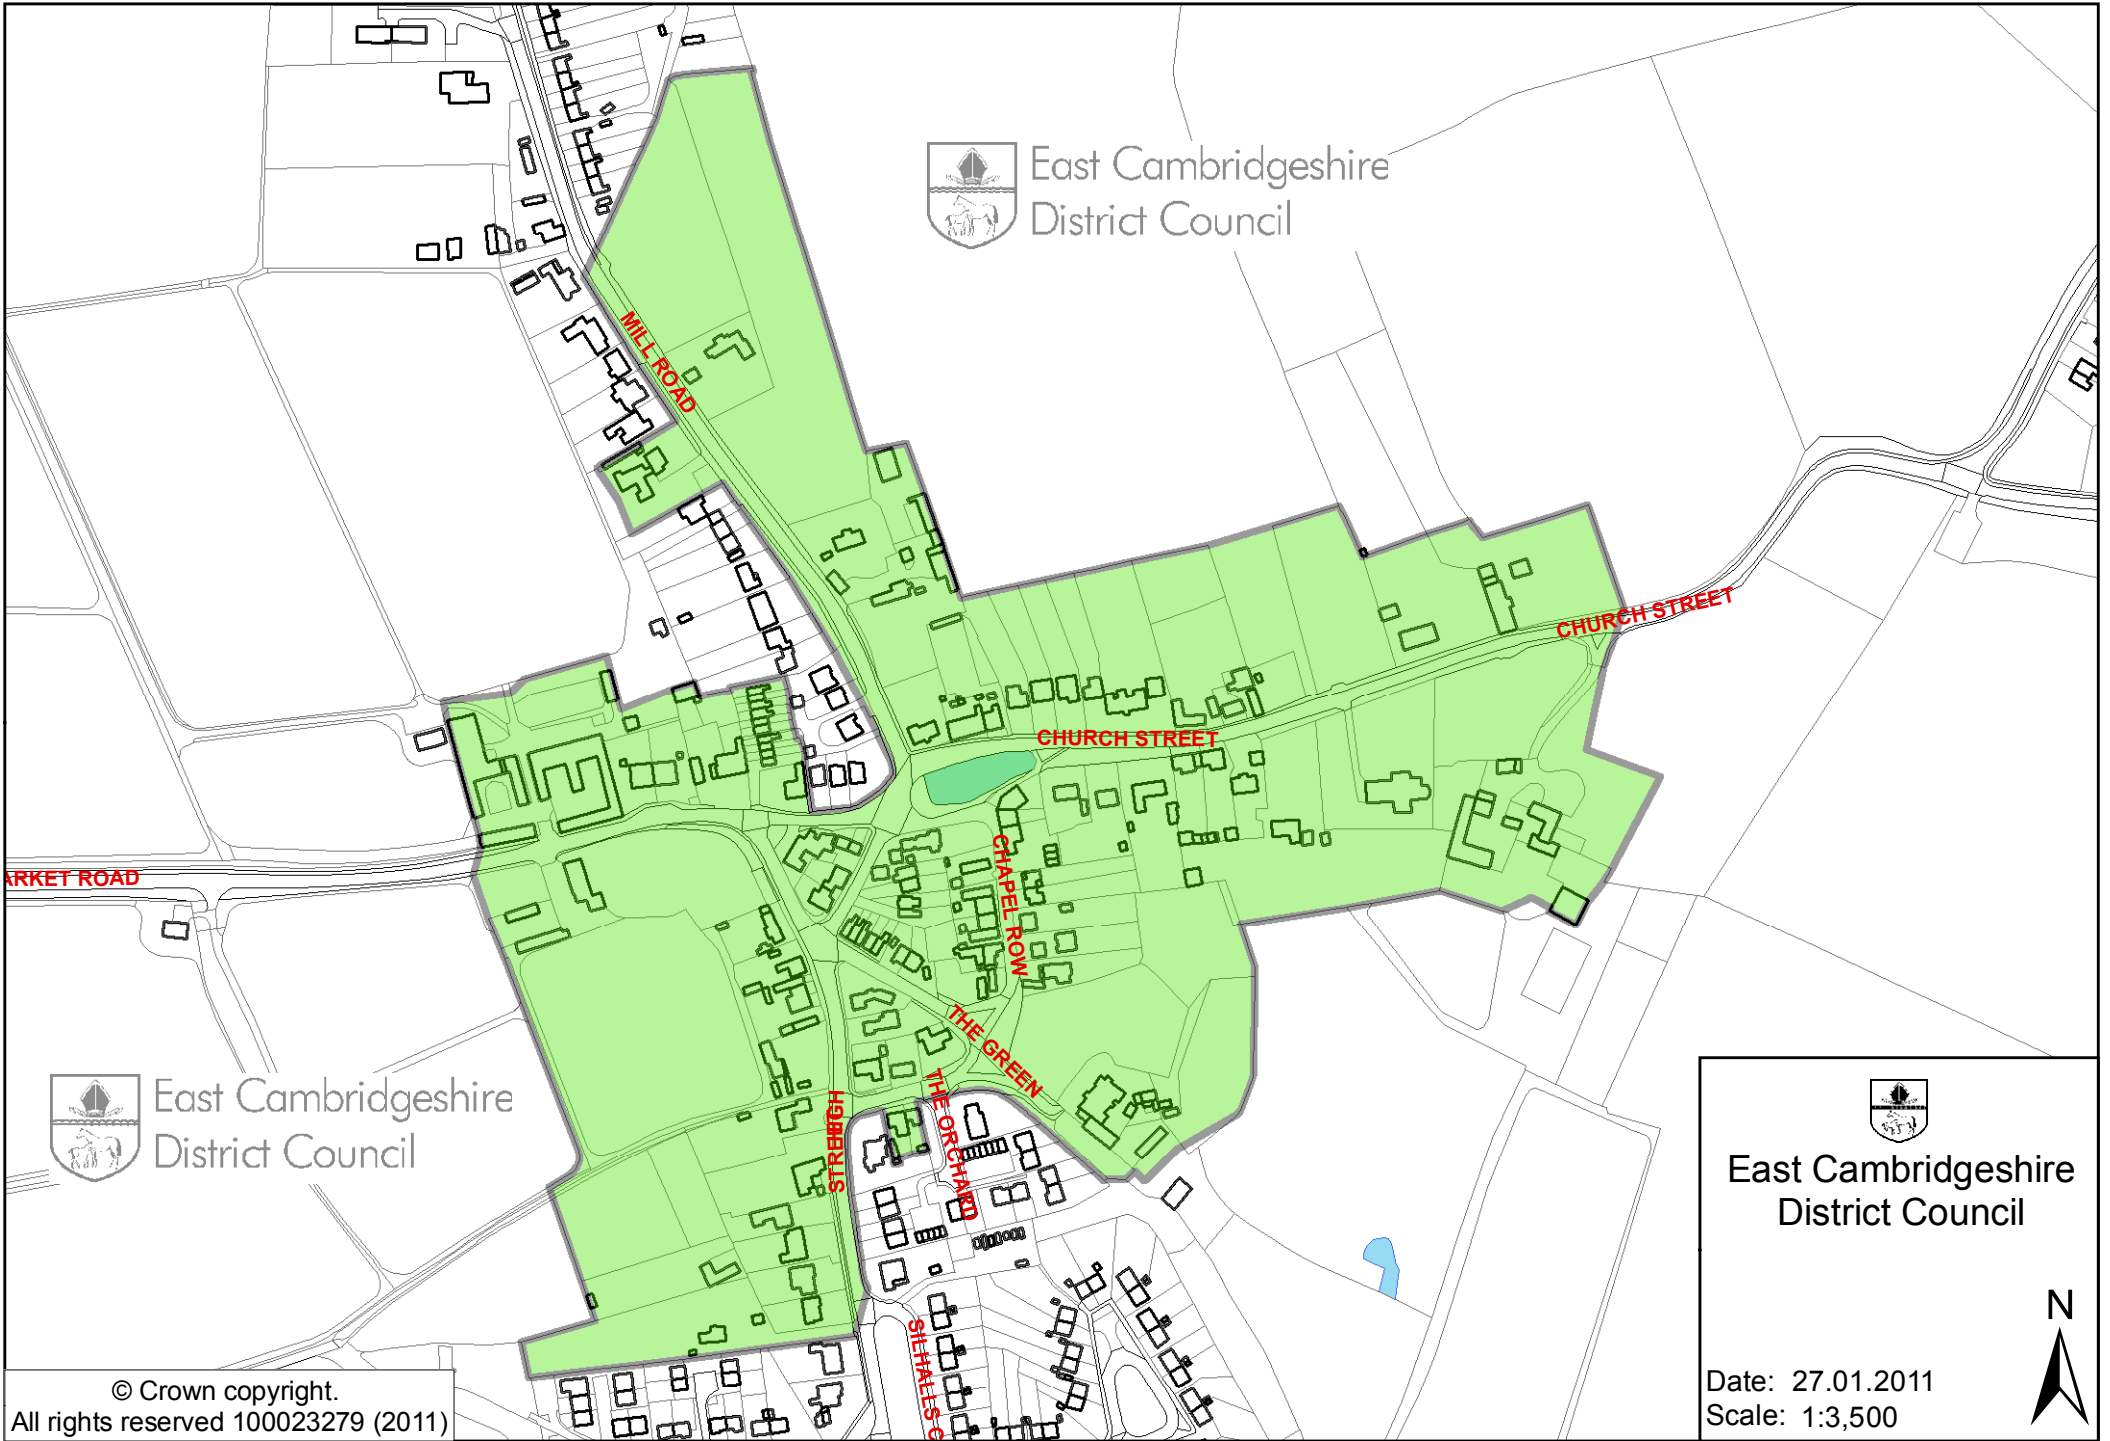 East Cambridgeshire
District Council
MILL ROAD
CHURCH STREET
CHURCH STREET
ARKET ROAD
CHAPEL ROW
THE GREEN
East Cambridgeshire
District Council
THE ORCHARD
STREET
SILHALLS C
East Cambridgeshire
District Council
N
Date: 27.01.2011
Scale: 1:3,500
© Crown copyright.
All rights reserved 100023279 (2011)